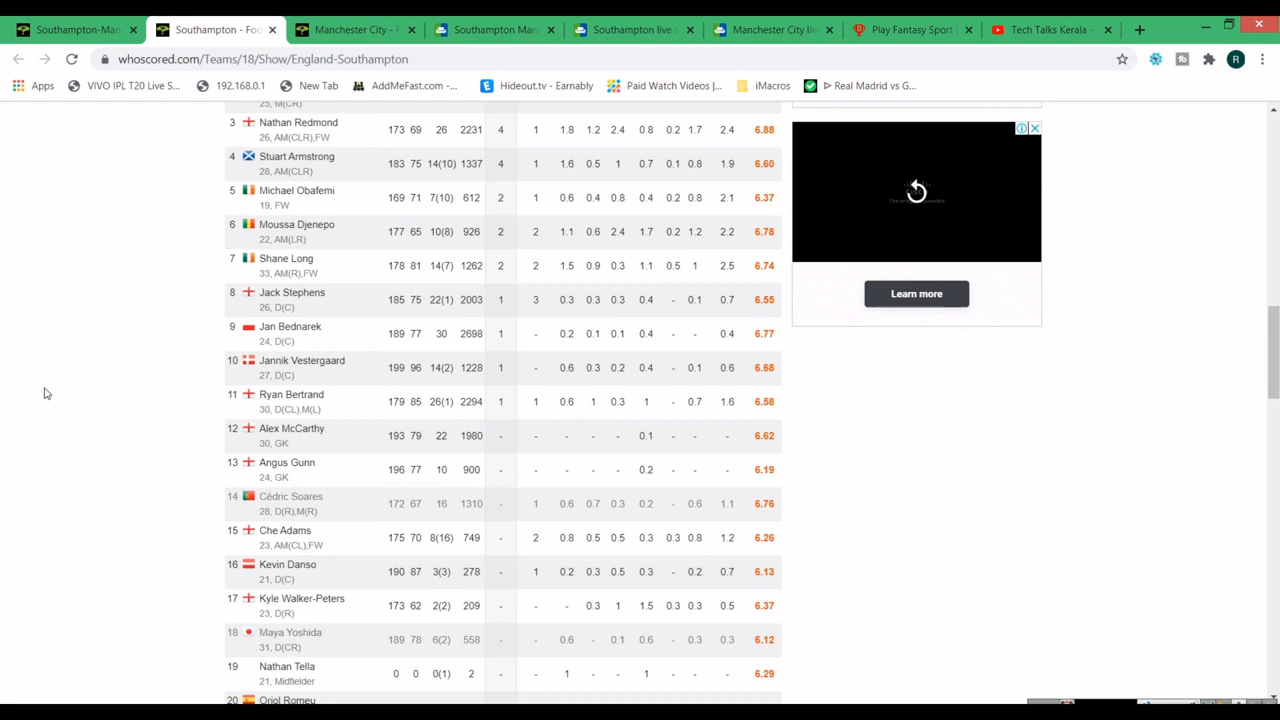 Southampton-Man
Southampton - Foo
Manchester City - F
Southampton Man
Southampton live s
Manchester City liv
Play Fantasy Sport
Tech Talks Kerala -
whoscored.com/Teams/18/Show/England-Southampton
R
Apps
VIVO IPL T20 Live S...
192.168.0.1
New Tab
AddMeFast.com -...
Hideout.tv - Earnably
Paid Watch Videos |...
iMacros
▷ Real Madrid vs G...
25, M(CR)
3 Nathan Redmond 173 69 26 2231 4 1 1.8 1.2 2.4 0.8 0.2 1.7 2.4 6.88
26, AM(CLR),FW
4 Stuart Armstrong 183 75 14(10) 1337 4 1 1.6 0.5 1 0.7 0.1 0.8 1.9 6.60
28, AM(CLR)
5 Michael Obafemi 169 71 7(10) 612 2 1 0.6 0.4 0.8 0.4 0.2 0.8 2.1 6.37
19, FW
6 Moussa Djenepo 177 65 10(8) 926 2 2 1.1 0.6 2.4 1.7 0.2 1.2 2.2 6.78
22, AM(LR)
7 Shane Long 178 81 14(7) 1262 2 2 1.5 0.9 0.3 1.1 0.5 1 2.5 6.74
33, AM(R),FW
8 Jack Stephens 185 75 22(1) 2003 1 3 0.3 0.3 0.3 0.4 - 0.1 0.7 6.55
26, D(C)
9 Jan Bednarek 189 77 30 2698 1 - 0.2 0.1 0.1 0.4 - - 0.4 6.77
24, D(C)
10 Jannik Vestergaard 199 96 14(2) 1228 1 - 0.6 0.3 0.2 0.4 - 0.1 0.6 6.68
27, D(C)
11 Ryan Bertrand 179 85 26(1) 2294 1 1 0.6 1 0.3 1 - 0.7 1.6 6.58
30, D(CL),M(L)
12 Alex McCarthy 193 79 22 1980 - - - - - 0.1 - - - 6.62
30, GK
13 Angus Gunn 196 77 10 900 - - - - - 0.2 - - - 6.19
24, GK
14 Cédric Soares 172 67 16 1310 - 1 0.6 0.7 0.3 0.2 - 0.6 1.1 6.76
28, D(R),M(R)
15 Che Adams 175 70 8(16) 749 - 2 0.8 0.5 0.5 0.3 0.3 0.8 1.2 6.26
23, AM(CL),FW
16 Kevin Danso 190 87 3(3) 278 - 1 0.2 0.3 0.5 0.3 - 0.2 0.7 6.13
21, D(C)
17 Kyle Walker-Peters 173 62 2(2) 209 - - - 0.3 1 1.5 0.3 0.3 0.5 6.37
23, D(R)
18 Maya Yoshida 189 78 6(2) 558 - - 0.6 - 0.1 0.6 - 0.3 0.3 6.12
31, D(CR)
19 Nathan Tella 0 0 0(1) 2 - - 1 - - 1 - - - 6.29
21, Midfielder
20 Oriol Romeu
Learn more